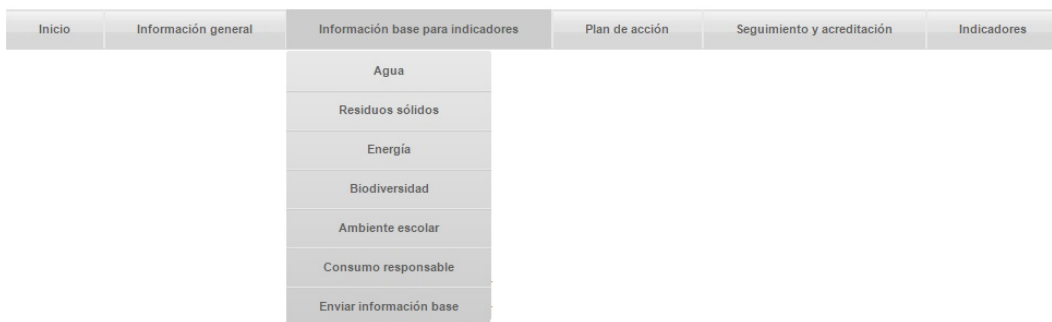 Inicio Información general Información base para indicadores Plan de acción Seguimiento y acreditación Indicadores
Agua
Residuos sólidos
Energía
Biodiversidad
Ambiente escolar
Consumo responsable
Enviar información base